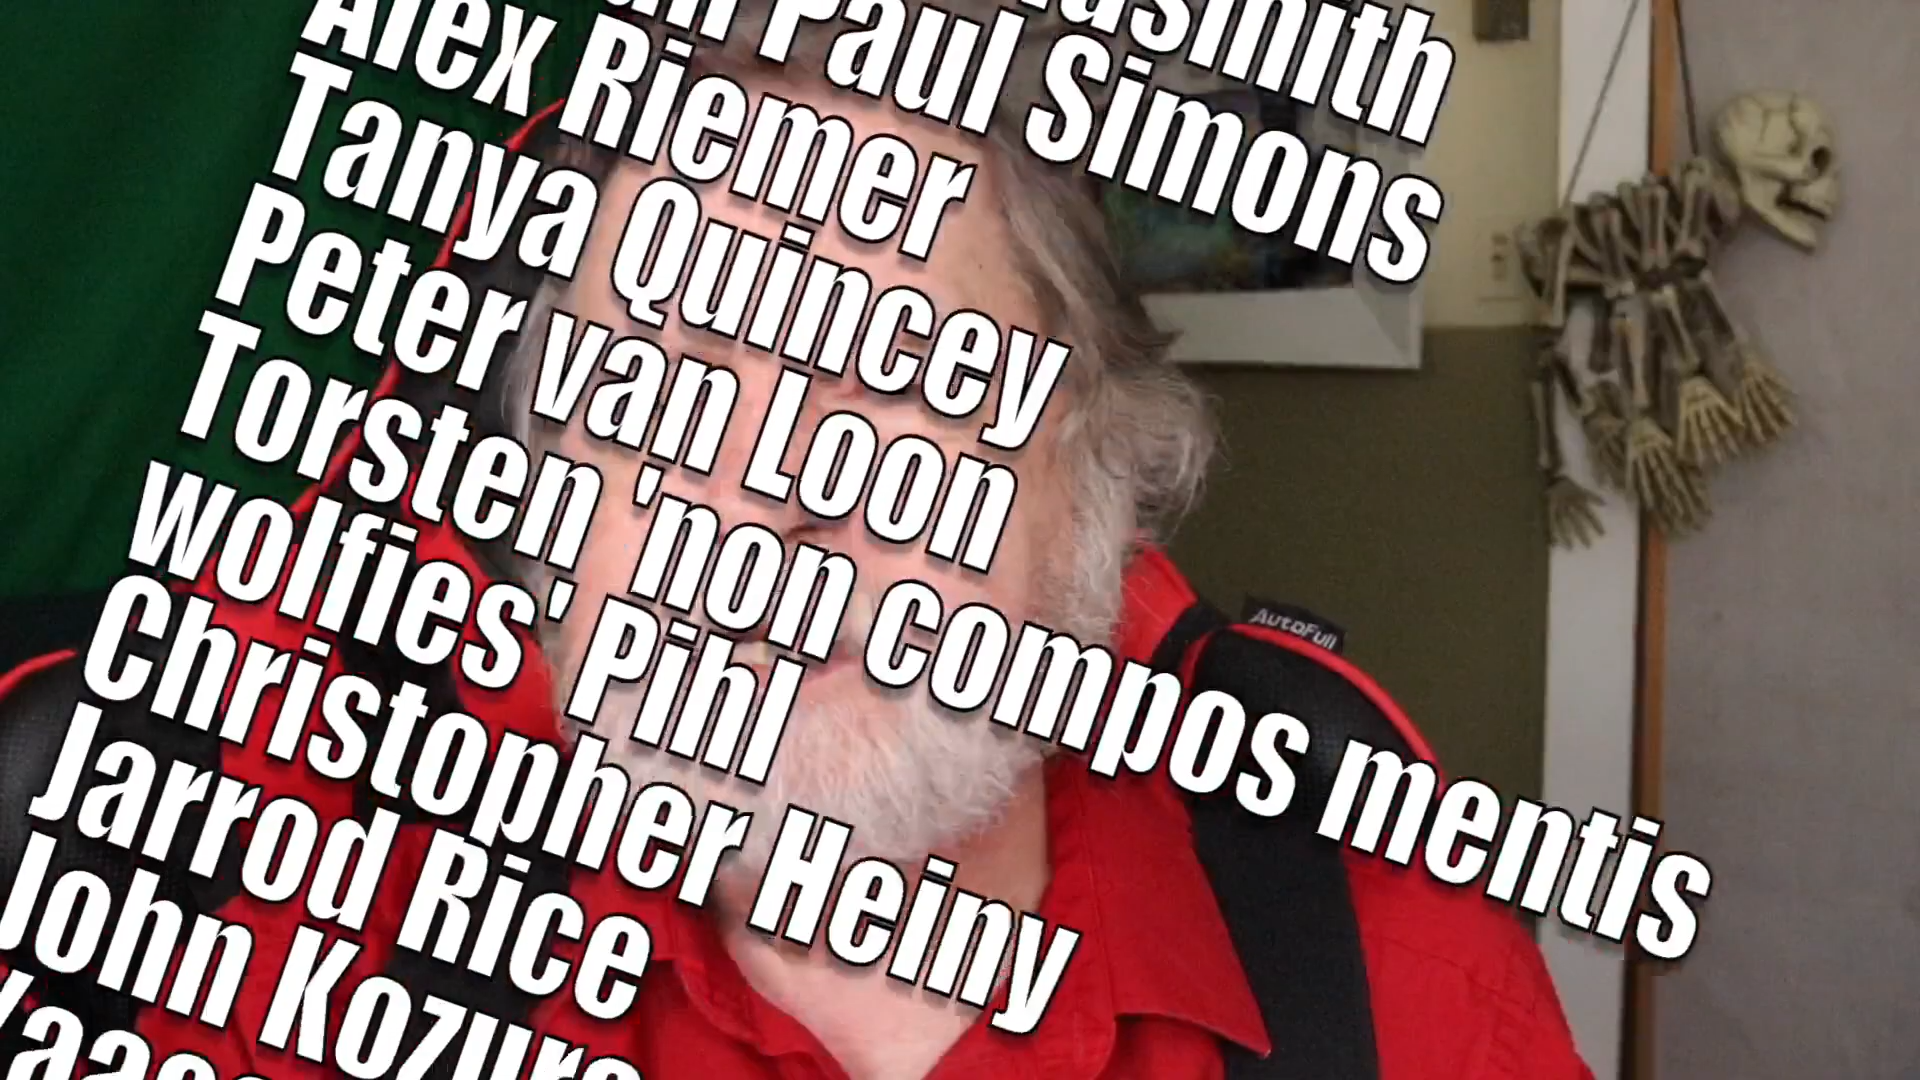 Paul Simons
Alex Riemer
Tanya Quincey
Peter van Loon
Torsten 'non compos mentis
wolfies' Pihl
Christopher Heiny
Jarrod Rice
John
AutoFull